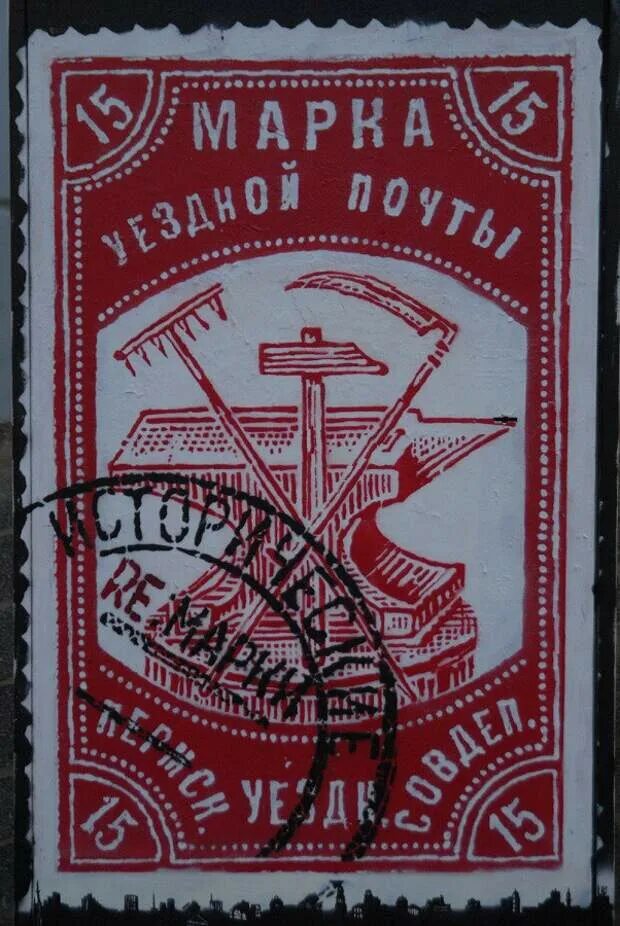 15 15
МАРКА
УЕЗДНОЙ ПОЧТЫ
ИСТОРИЧЕСКИЕ
RE.МАРКИ
ПЕРМСК. УЕЗДН. СОВДЕП.
15 15